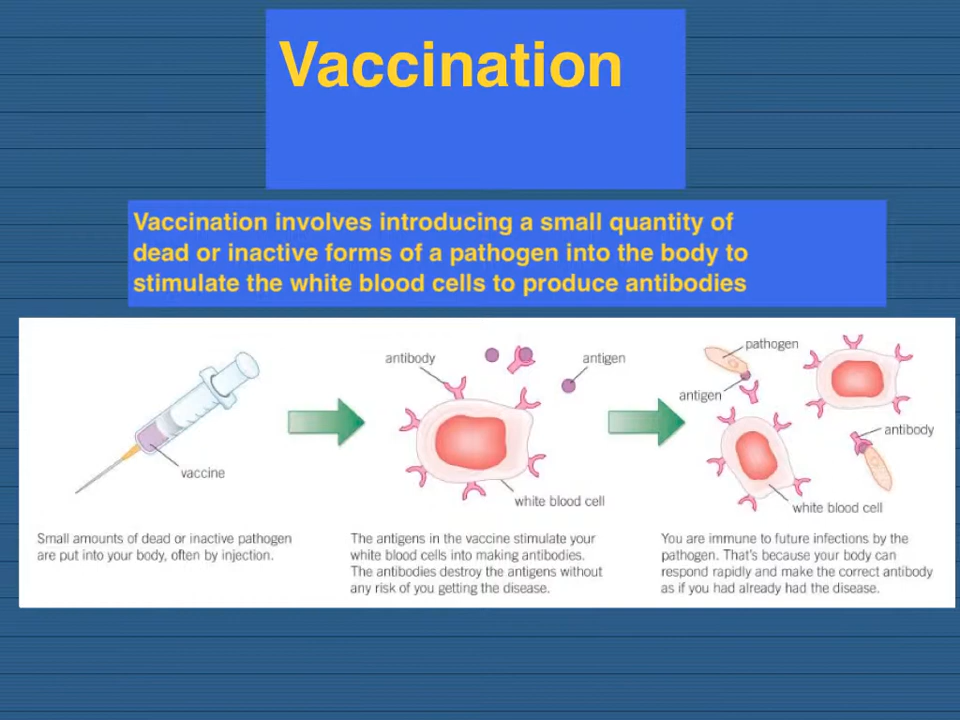 Vaccination
Vaccination involves introducing a small quantity of
dead or inactive forms of a pathogen into the body to
stimulate the white blood cells to produce antibodies
vaccine
Small amounts of dead or inactive pathogen
are put into your body, often by injection.
antibody
antigen
white blood cell
The antigens in the vaccine stimulate your
white blood cells into making antibodies.
The antibodies destroy the antigens without
any risk of you getting the disease.
pathogen
antigen
antibody
white blood cell
You are immune to future infections by the
pathogen. That's because your body can
respond rapidly and make the correct antibody
as if you had already had the disease.